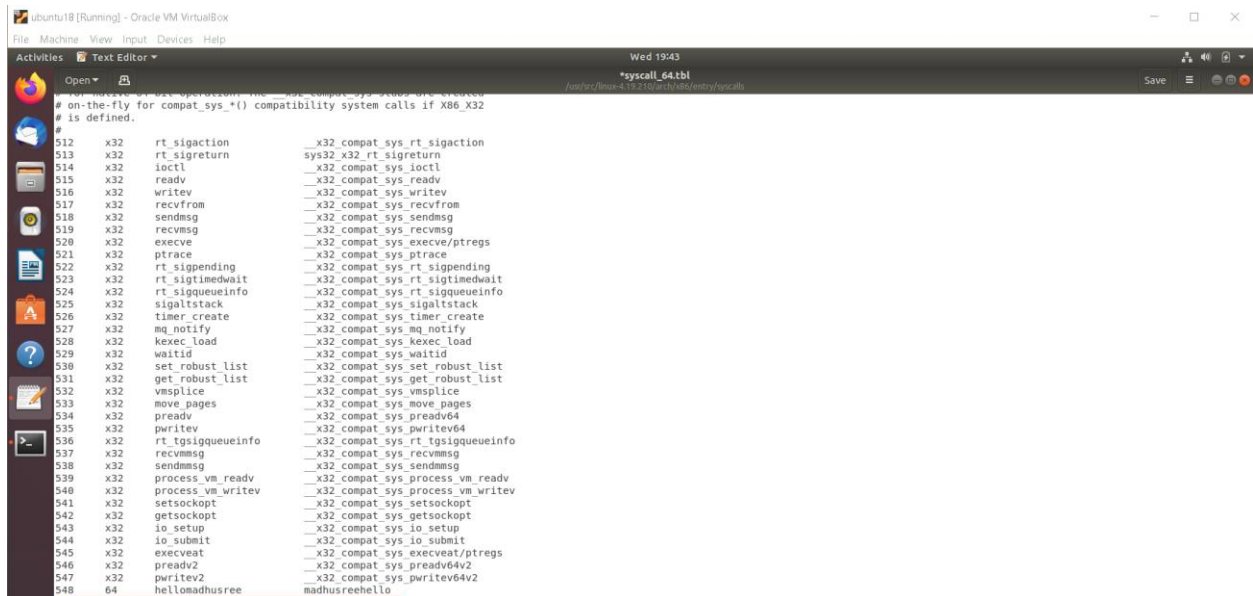 ubuntu18 [Running] - Oracle VM VirtualBox
File Machine View Input Devices Help
Activities Text Editor Wed 19:43
Open *syscall_64.tbl Save
/usr/src/linux-4.19.210/arch/x86/entry/syscalls
# for native 64-bit operation. The __x32_compat_sys stubs are created
# on-the-fly for compat_sys_*() compatibility system calls if X86_X32
# is defined.
#
512 x32 rt_sigaction __x32_compat_sys_rt_sigaction
513 x32 rt_sigreturn sys32_x32_rt_sigreturn
514 x32 ioctl __x32_compat_sys_ioctl
515 x32 readv __x32_compat_sys_readv
516 x32 writev __x32_compat_sys_writev
517 x32 recvfrom __x32_compat_sys_recvfrom
518 x32 sendmsg __x32_compat_sys_sendmsg
519 x32 recvmsg __x32_compat_sys_recvmsg
520 x32 execve __x32_compat_sys_execve/ptregs
521 x32 ptrace __x32_compat_sys_ptrace
522 x32 rt_sigpending __x32_compat_sys_rt_sigpending
523 x32 rt_sigtimedwait __x32_compat_sys_rt_sigtimedwait
524 x32 rt_sigqueueinfo __x32_compat_sys_rt_sigqueueinfo
525 x32 sigaltstack __x32_compat_sys_sigaltstack
526 x32 timer_create __x32_compat_sys_timer_create
527 x32 mq_notify __x32_compat_sys_mq_notify
528 x32 kexec_load __x32_compat_sys_kexec_load
529 x32 waitid __x32_compat_sys_waitid
530 x32 set_robust_list __x32_compat_sys_set_robust_list
531 x32 get_robust_list __x32_compat_sys_get_robust_list
532 x32 vmsplice __x32_compat_sys_vmsplice
533 x32 move_pages __x32_compat_sys_move_pages
534 x32 preadv __x32_compat_sys_preadv64
535 x32 pwritev __x32_compat_sys_pwritev64
536 x32 rt_tgsigqueueinfo __x32_compat_sys_rt_tgsigqueueinfo
537 x32 recvmmsg __x32_compat_sys_recvmmsg
538 x32 sendmmsg __x32_compat_sys_sendmmsg
539 x32 process_vm_readv __x32_compat_sys_process_vm_readv
540 x32 process_vm_writev __x32_compat_sys_process_vm_writev
541 x32 setsockopt __x32_compat_sys_setsockopt
542 x32 getsockopt __x32_compat_sys_getsockopt
543 x32 io_setup __x32_compat_sys_io_setup
544 x32 io_submit __x32_compat_sys_io_submit
545 x32 execveat __x32_compat_sys_execveat/ptregs
546 x32 preadv2 __x32_compat_sys_preadv64v2
547 x32 pwritev2 __x32_compat_sys_pwritev64v2
548 64 hellomadhusree madhusreehello